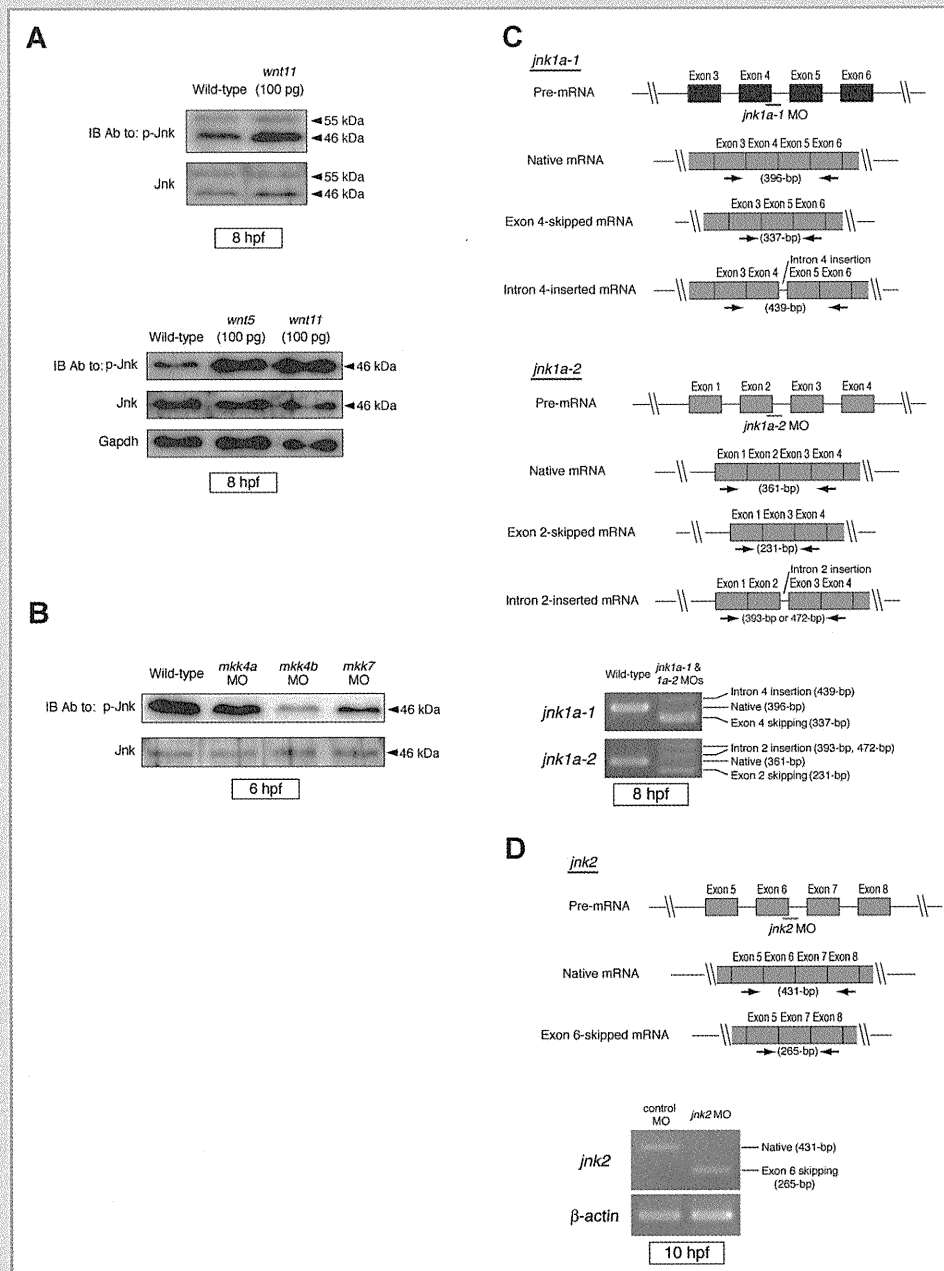 A
wnt11
Wild-type (100 pg)
IB Ab to: p-Jnk
55 kDa
46 kDa
Jnk
55 kDa
46 kDa
8 hpf
wnt5 wnt11
Wild-type (100 pg) (100 pg)
IB Ab to: p-Jnk
46 kDa
Jnk
46 kDa
Gapdh
8 hpf
B
mkk4a mkk4b mkk7
Wild-type MO MO MO
IB Ab to: p-Jnk
46 kDa
Jnk
46 kDa
6 hpf
C
jnk1a-1
Exon 3 Exon 4 Exon 5 Exon 6
Pre-mRNA
jnk1a-1 MO
Exon 3 Exon 4 Exon 5 Exon 6
Native mRNA
(396-bp)
Exon 3 Exon 5 Exon 6
Exon 4-skipped mRNA
(337-bp)
Intron 4 insertion
Exon 3 Exon 4 Exon 5 Exon 6
Intron 4-inserted mRNA
(439-bp)
jnk1a-2
Exon 1 Exon 2 Exon 3 Exon 4
Pre-mRNA
jnk1a-2 MO
Exon 1 Exon 2 Exon 3 Exon 4
Native mRNA
(361-bp)
Exon 1 Exon 3 Exon 4
Exon 2-skipped mRNA
(231-bp)
Intron 2 insertion
Exon 1 Exon 2 Exon 3 Exon 4
Intron 2-inserted mRNA
(393-bp or 472-bp)
jnk1a-1 &
Wild-type 1a-2 MOs
jnk1a-1
Intron 4 insertion (439-bp)
Native (396-bp)
Exon 4 skipping (337-bp)
jnk1a-2
Intron 2 insertion (393-bp, 472-bp)
Native (361-bp)
Exon 2 skipping (231-bp)
8 hpf
D
jnk2
Exon 5 Exon 6 Exon 7 Exon 8
Pre-mRNA
jnk2 MO
Exon 5 Exon 6 Exon 7 Exon 8
Native mRNA
(431-bp)
Exon 5 Exon 7 Exon 8
Exon 6-skipped mRNA
(265-bp)
control
MO jnk2 MO
jnk2
Native (431-bp)
Exon 6 skipping
(265-bp)
β-actin
10 hpf